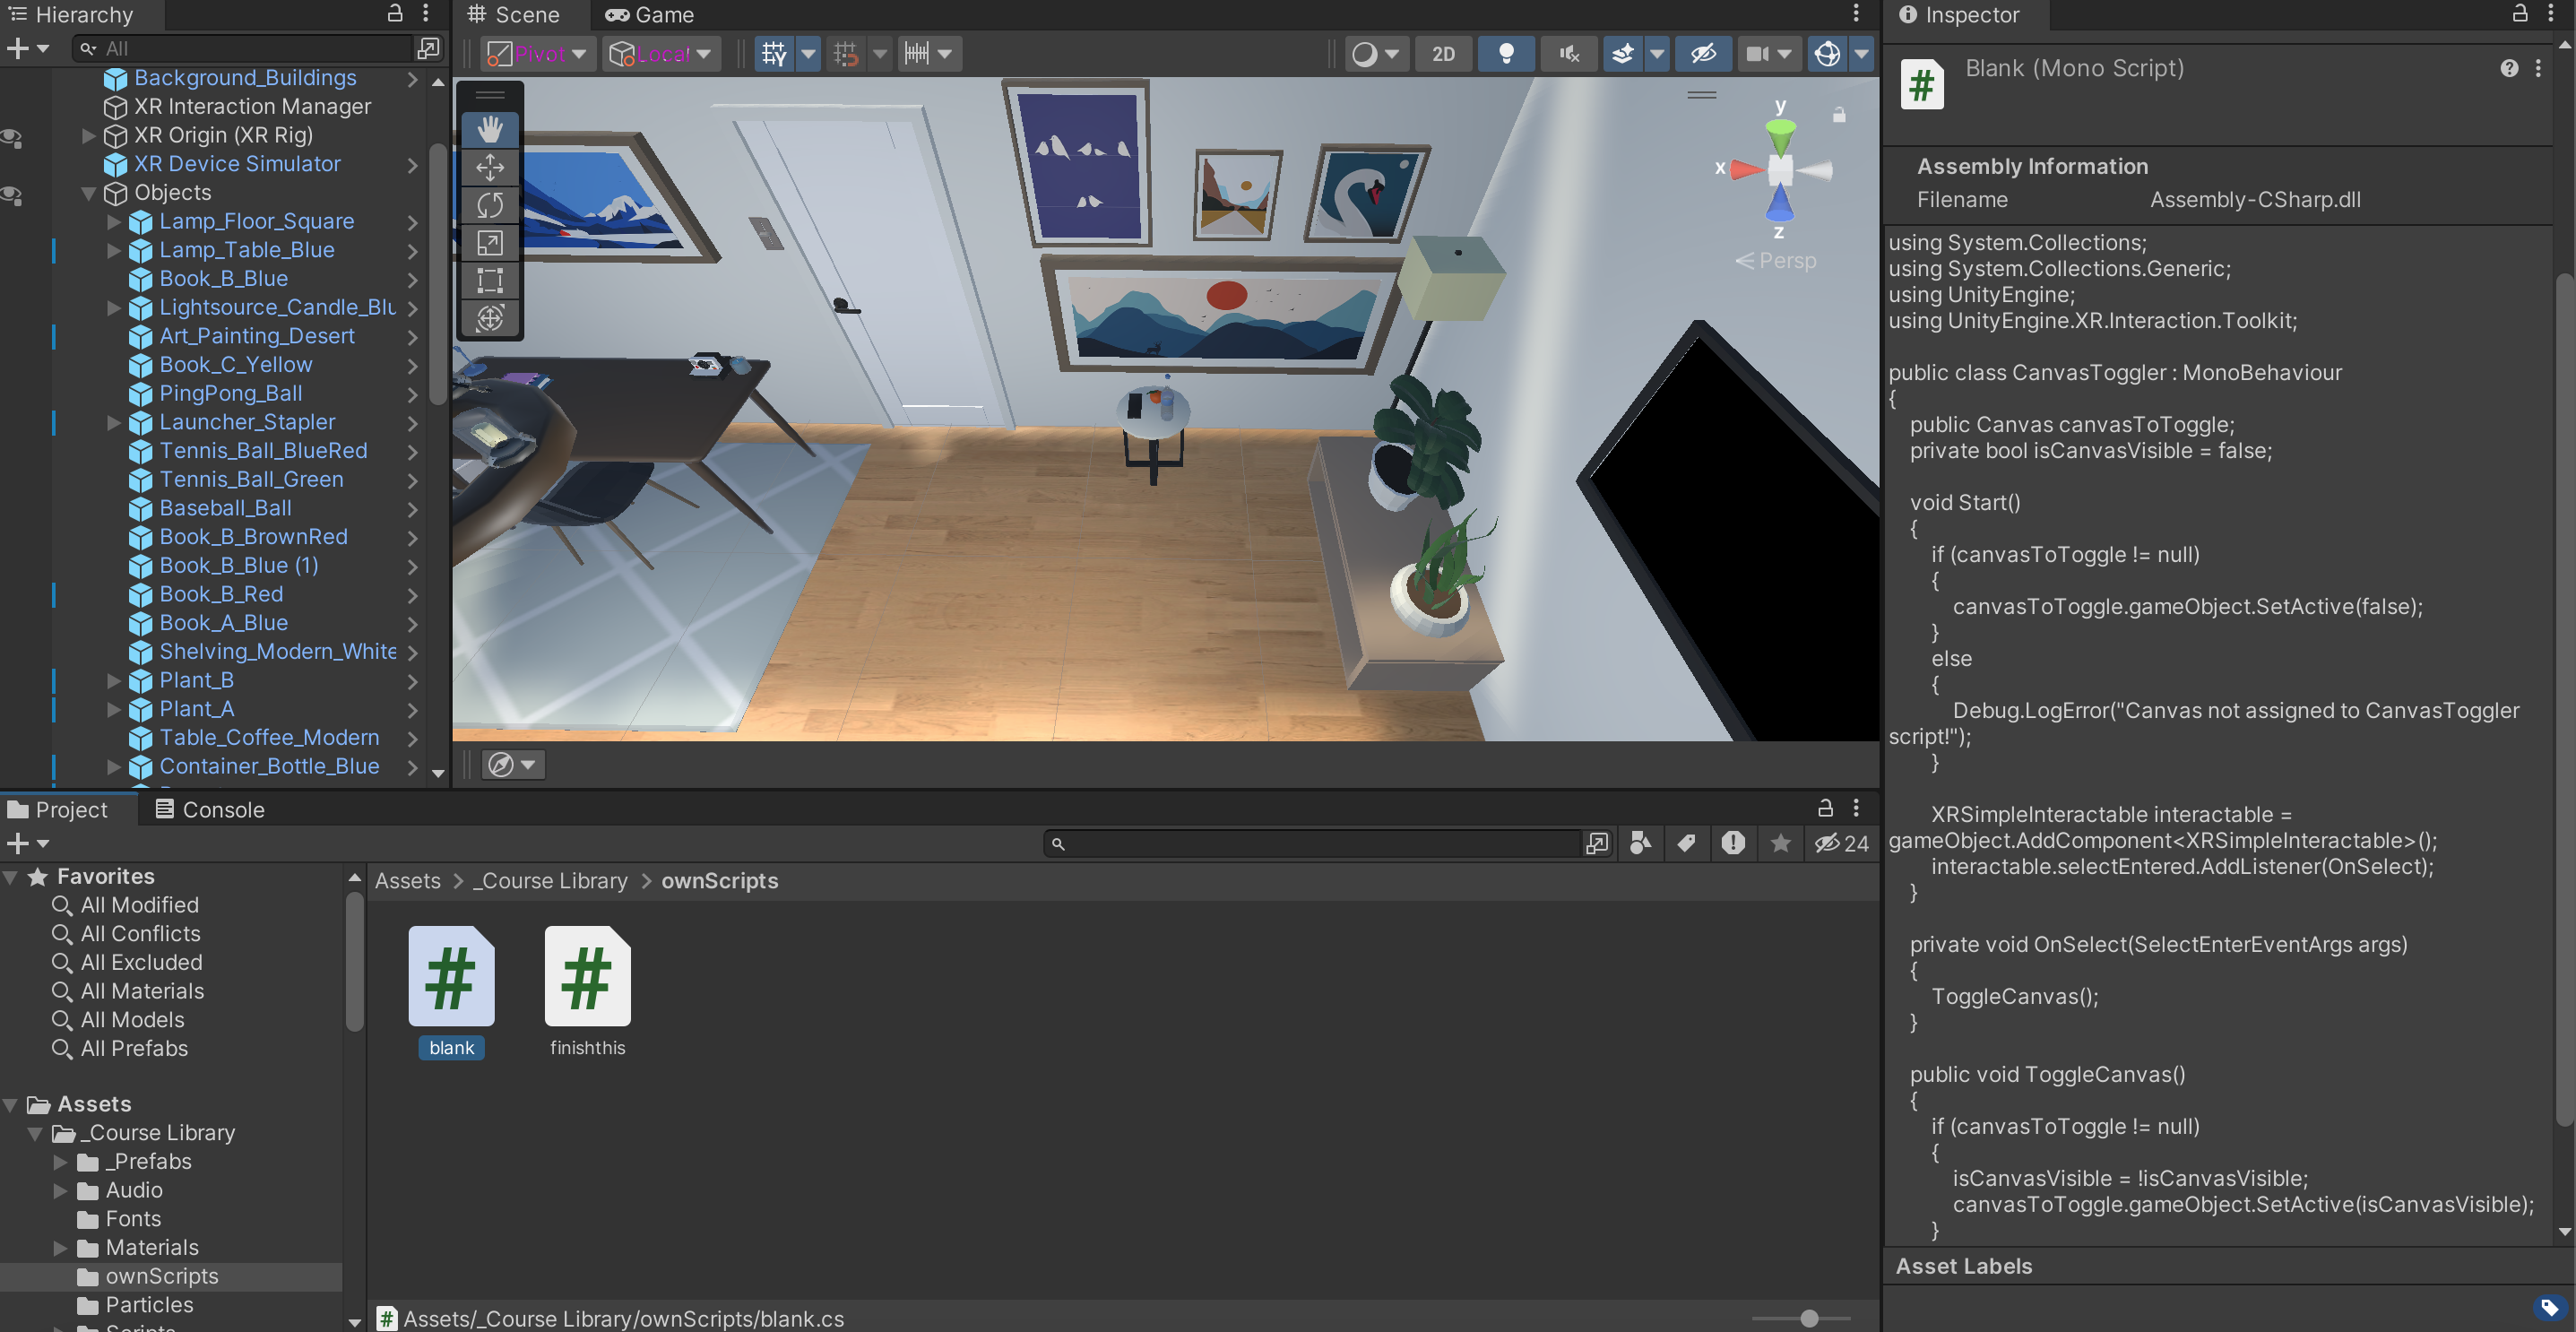 Hierarchy
All
Background_Buildings
XR Interaction Manager
XR Origin (XR Rig)
XR Device Simulator
Objects
Lamp_Floor_Square
Lamp_Table_Blue
Book_B_Blue
Lightsource_Candle_Blu
Art_Painting_Desert
Book_C_Yellow
PingPong_Ball
Launcher_Stapler
Tennis_Ball_BlueRed
Tennis_Ball_Green
Baseball_Ball
Book_B_BrownRed
Book_B_Blue (1)
Book_B_Red
Book_A_Blue
Shelving_Modern_White
Plant_B
Plant_A
Table_Coffee_Modern
Container_Bottle_Blue
Scene
Game
Pivot
Local
2D
y
x
z
Persp
Inspector
Blank (Mono Script)
Assembly Information
Filename Assembly-CSharp.dll
using System.Collections;
using System.Collections.Generic;
using UnityEngine;
using UnityEngine.XR.Interaction.Toolkit;
public class CanvasToggler : MonoBehaviour
{
public Canvas canvasToToggle;
private bool isCanvasVisible = false;
void Start()
{
if (canvasToToggle != null)
{
canvasToToggle.gameObject.SetActive(false);
}
else
{
Debug.LogError("Canvas not assigned to CanvasToggler
script!");
}
XRSimpleInteractable interactable =
gameObject.AddComponent<XRSimpleInteractable>();
interactable.selectEntered.AddListener(OnSelect);
}
private void OnSelect(SelectEnterEventArgs args)
{
ToggleCanvas();
}
public void ToggleCanvas()
{
if (canvasToToggle != null)
{
isCanvasVisible = !isCanvasVisible;
canvasToToggle.gameObject.SetActive(isCanvasVisible);
}
Asset Labels
Project
Console
24
Favorites
All Modified
All Conflicts
All Excluded
All Materials
All Models
All Prefabs
Assets
_Course Library
_Prefabs
Audio
Fonts
Materials
ownScripts
Particles
Assets > _Course Library > ownScripts
blank
finishthis
Assets/_Course Library/ownScripts/blank.cs